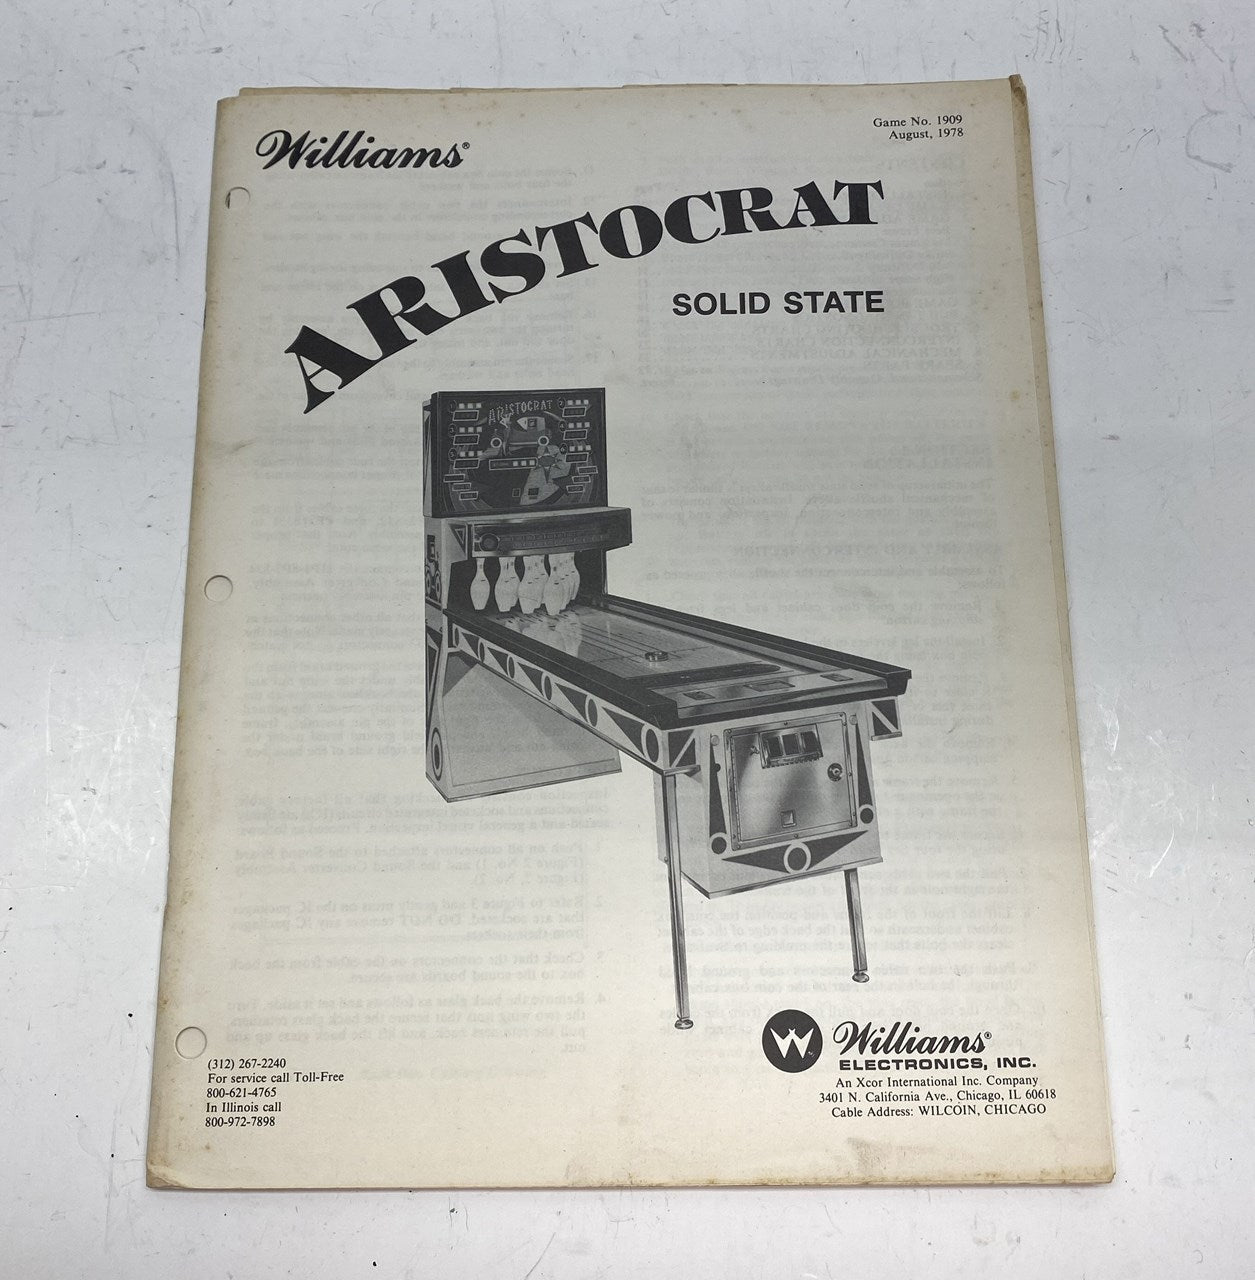 Williams®
Game No. 1909
August, 1978
ARISTOCRAT
SOLID STATE
ARISTOCRAT
(312) 267-2240
For service call Toll-Free
800-621-4765
In Illinois call
800-972-7898
W
Williams®
ELECTRONICS, INC.
An Xcor International Inc. Company
3401 N. California Ave., Chicago, IL 60618
Cable Address: WILCOIN, CHICAGO